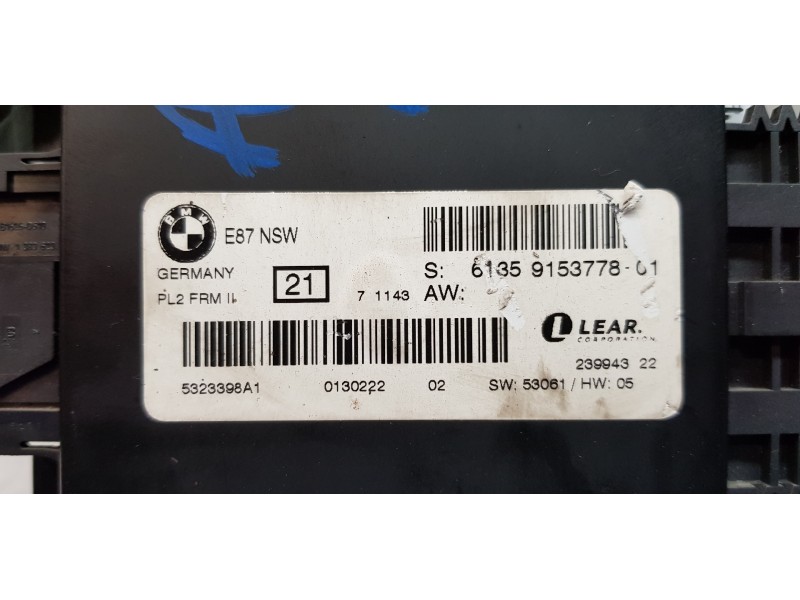 BMW
E87 NSW
GERMANY
PL2 FRM II
21
7 1143
S: 6135 9153778-01
AW:
LEAR.
CORPORATION
239943 22
5323398A1 0130222 02 SW: 53061 / HW: 05